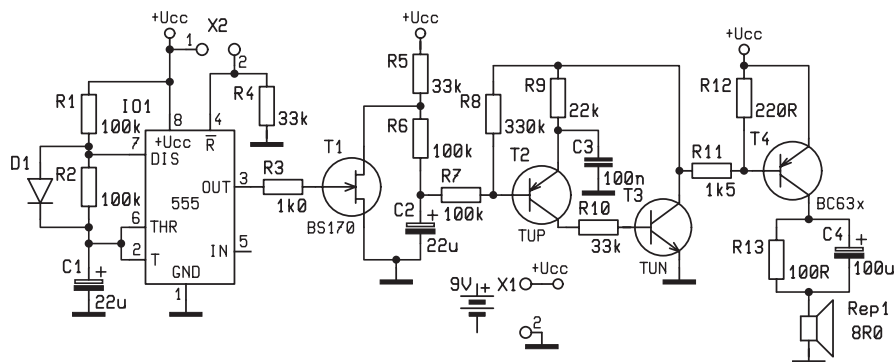 +Ucc
X2
1
2
R1
100k
IO1
8
4
R4
33k
+Ucc
R
7
DIS
D1
R2
100k
555
OUT
3
R3
1k0
6
THR
2
T
IN
5
GND
1
C1
+
22u
T1
BS170
+Ucc
R5
33k
R6
100k
C2
+
22u
R7
100k
R8
330k
R9
22k
T2
TUP
C3
100n
R10
33k
T3
TUN
9V
+
X1
+Ucc
2
R11
1k5
+Ucc
R12
220R
T4
BC63x
R13
100R
C4
+
100u
Rep1
8R0